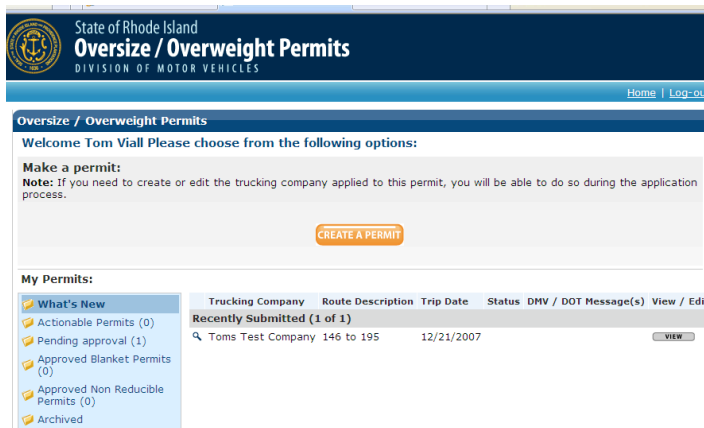 State of Rhode Island
Oversize / Overweight Permits
DIVISION OF MOTOR VEHICLES
Home | Log-ou
Oversize / Overweight Permits
Welcome Tom Viall Please choose from the following options:
Make a permit:
Note: If you need to create or edit the trucking company applied to this permit, you will be able to do so during the application
process.
CREATE A PERMIT
My Permits:
What's New
Actionable Permits (0)
Pending approval (1)
Approved Blanket Permits
(0)
Approved Non Reducible
Permits (0)
Archived
Trucking Company Route Description Trip Date Status DMV / DOT Message(s) View / Edi
Recently Submitted (1 of 1)
Toms Test Company 146 to 195 12/21/2007 VIEW